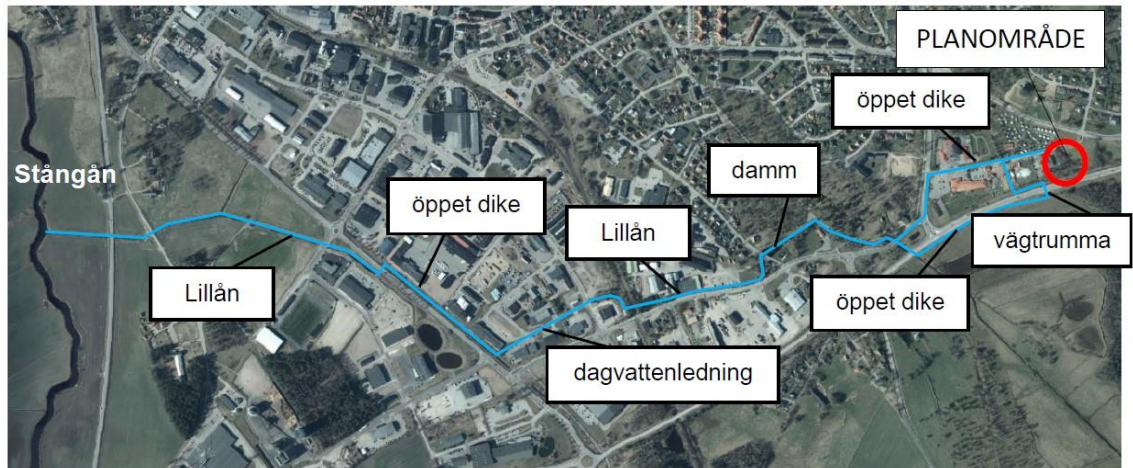 PLANOMRÅDE
öppet dike
damm
Stångån
öppet dike
Lillån
vägtrumma
Lillån
öppet dike
dagvattenledning